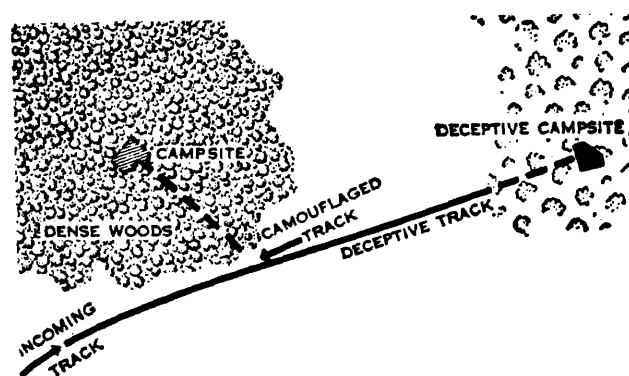 DECEPTIVE CAMPSITE
CAMPSITE
DENSE WOODS
CAMOUFLAGED
TRACK
DECEPTIVE TRACK
INCOMING
TRACK